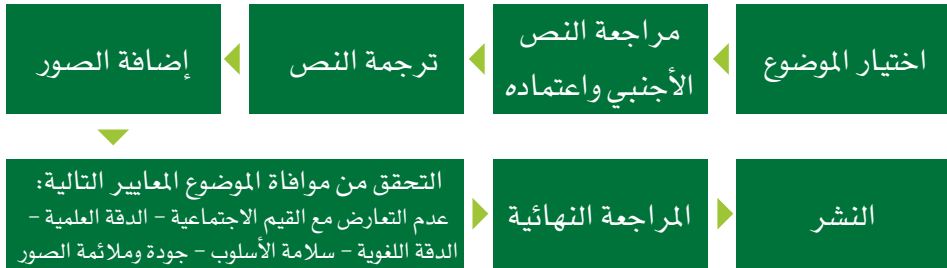 اختيار الموضوع
مراجعة النص
الأجنبي واعتماده
ترجمة النص
إضافة الصور
التحقق من موافاة الموضوع المعايير التالية:
عدم التعارض مع القيم الاجتماعية – الدقة العلمية –
الدقة اللغوية – سلامة الأسلوب – جودة وملائمة الصور
المراجعة النهائية
النشر